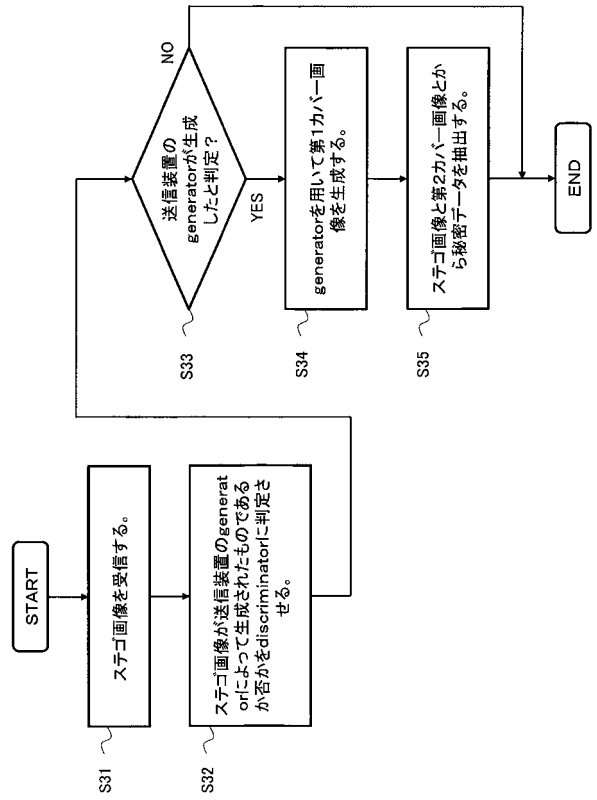 START
S31
ステゴ画像を受信する。
S32
ステゴ画像が送信装置のgenerat
orによって生成されたものである
か否かをdiscriminatorに判定さ
せる。
S33
送信装置の
generatorが生成
したと判定？
NO
YES
S34
generatorを用いて第1カバー画
像を生成する。
S35
ステゴ画像と第2カバー画像とか
ら秘密データを抽出する。
END